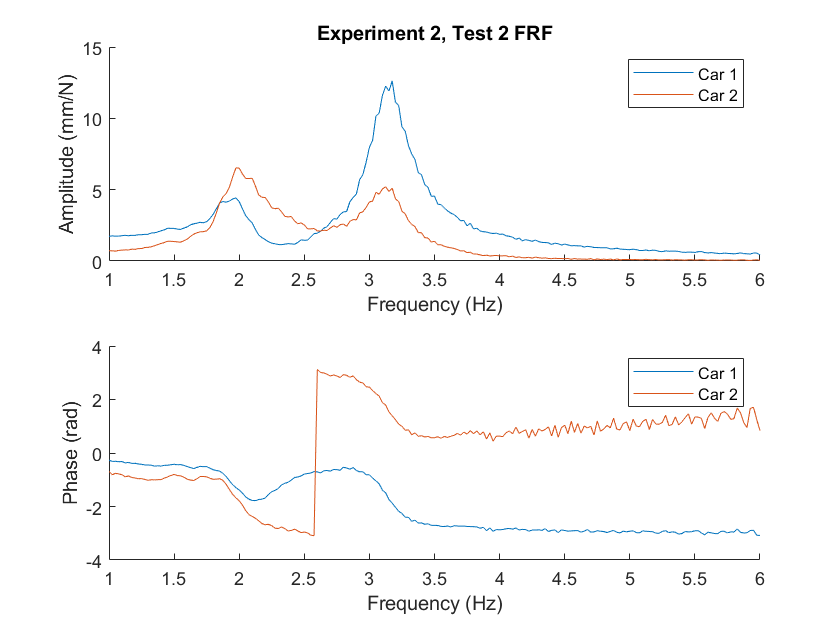 Experiment 2, Test 2 FRF
Amplitude (mm/N)
15
10
5
0
Car 1
Car 2
1 1.5 2 2.5 3 3.5 4 4.5 5 5.5 6
Frequency (Hz)
Phase (rad)
4
2
0
-2
-4
Car 1
Car 2
1 1.5 2 2.5 3 3.5 4 4.5 5 5.5 6
Frequency (Hz)